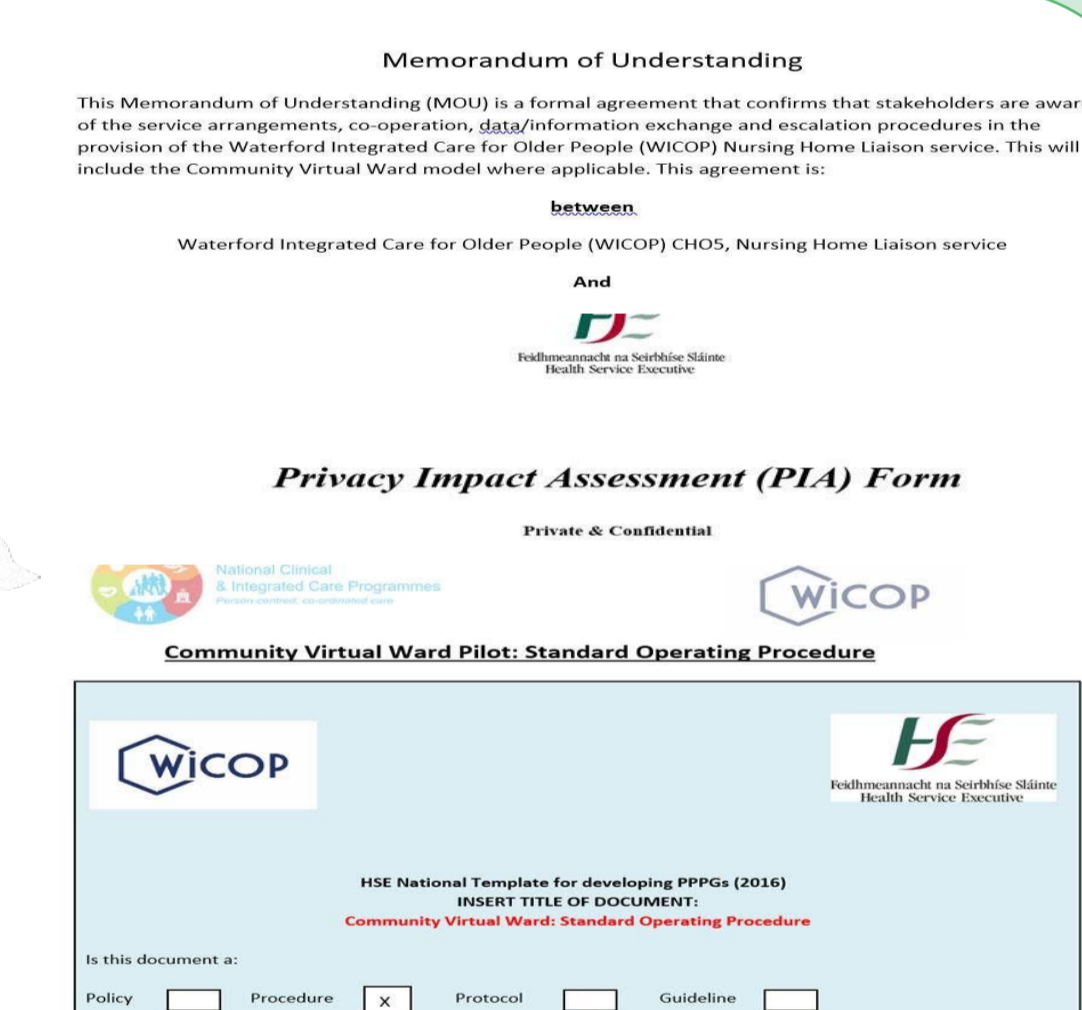 Memorandum of Understanding
This Memorandum of Understanding (MOU) is a formal agreement that confirms that stakeholders are awar
of the service arrangements, co-operation, data/information exchange and escalation procedures in the
provision of the Waterford Integrated Care for Older People (WICOP) Nursing Home Liaison service. This will
include the Community Virtual Ward model where applicable. This agreement is:
between
Waterford Integrated Care for Older People (WICOP) CHO5, Nursing Home Liaison service
And
Feidhmeannacht na Seirbhíse Sláinte
Health Service Executive
Privacy Impact Assessment (PIA) Form
Private & Confidential
National Clinical
& Integrated Care Programmes
Person-centred, co-ordinated care
WiCOP
Community Virtual Ward Pilot: Standard Operating Procedure
WiCOP
HSE
Feidhmeannacht na Seirbhíse Sláinte
Health Service Executive
HSE National Template for developing PPPGs (2016)
INSERT TITLE OF DOCUMENT:
Community Virtual Ward: Standard Operating Procedure
Is this document a:
Policy Procedure X Protocol Guideline